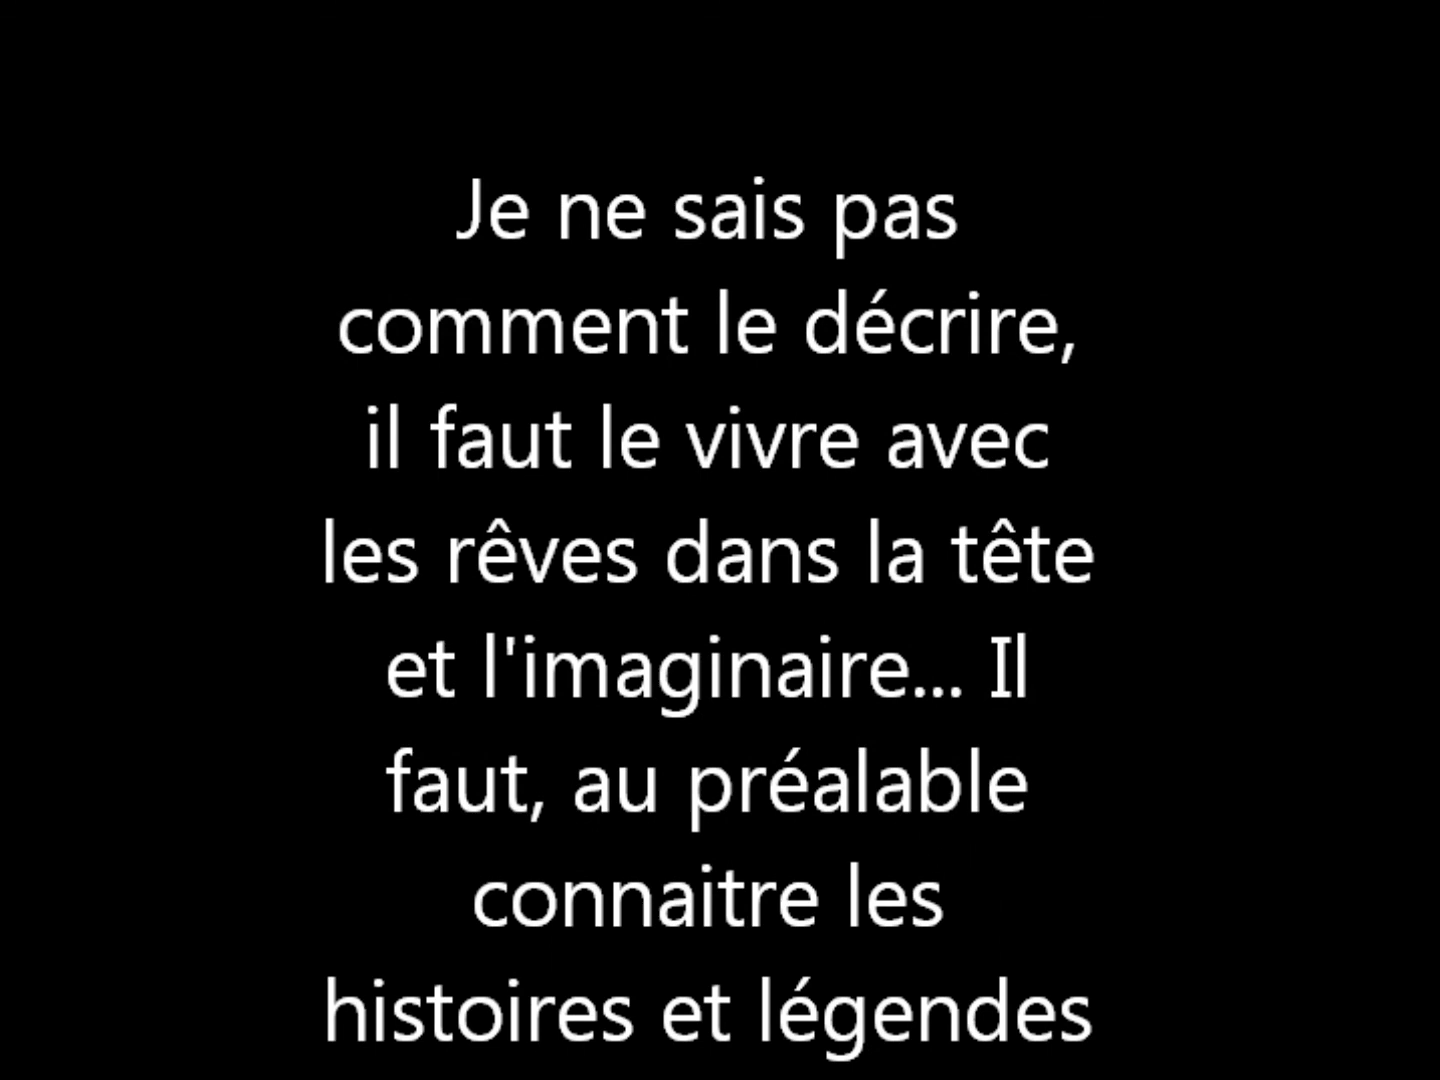 Je ne sais pas
comment le décrire,
il faut le vivre avec
les rêves dans la tête
et l'imaginaire... Il
faut, au préalable
connaitre les
histoires et légendes